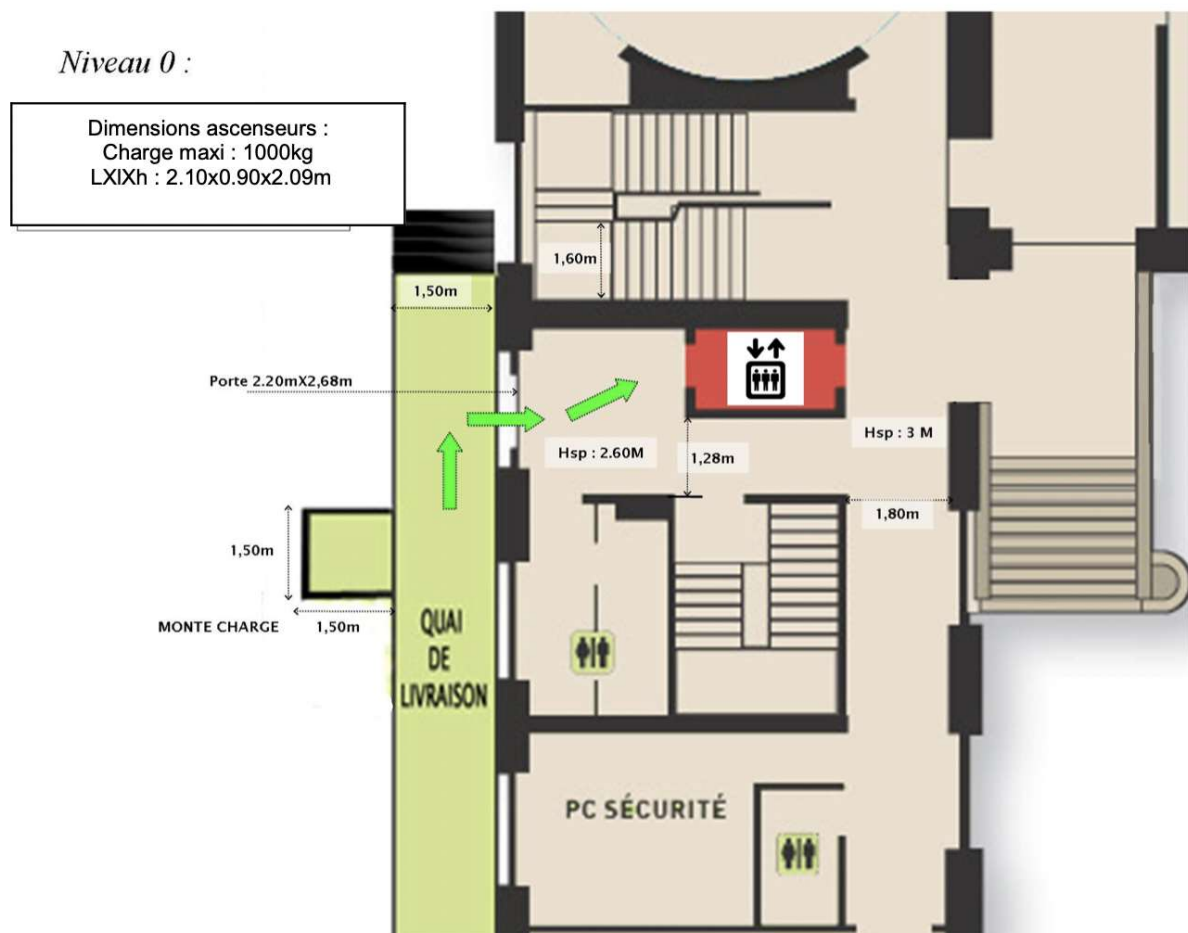 Niveau 0 :
Dimensions ascenseurs :
Charge maxi : 1000kg
LXlXh : 2.10x0.90x2.09m
1,60m
1,50m
Porte 2.20mX2,68m
Hsp : 2.60M
1,28m
Hsp : 3 M
1,80m
1,50m
MONTE CHARGE
1,50m
QUAI
DE
LIVRAISON
PC SÉCURITÉ